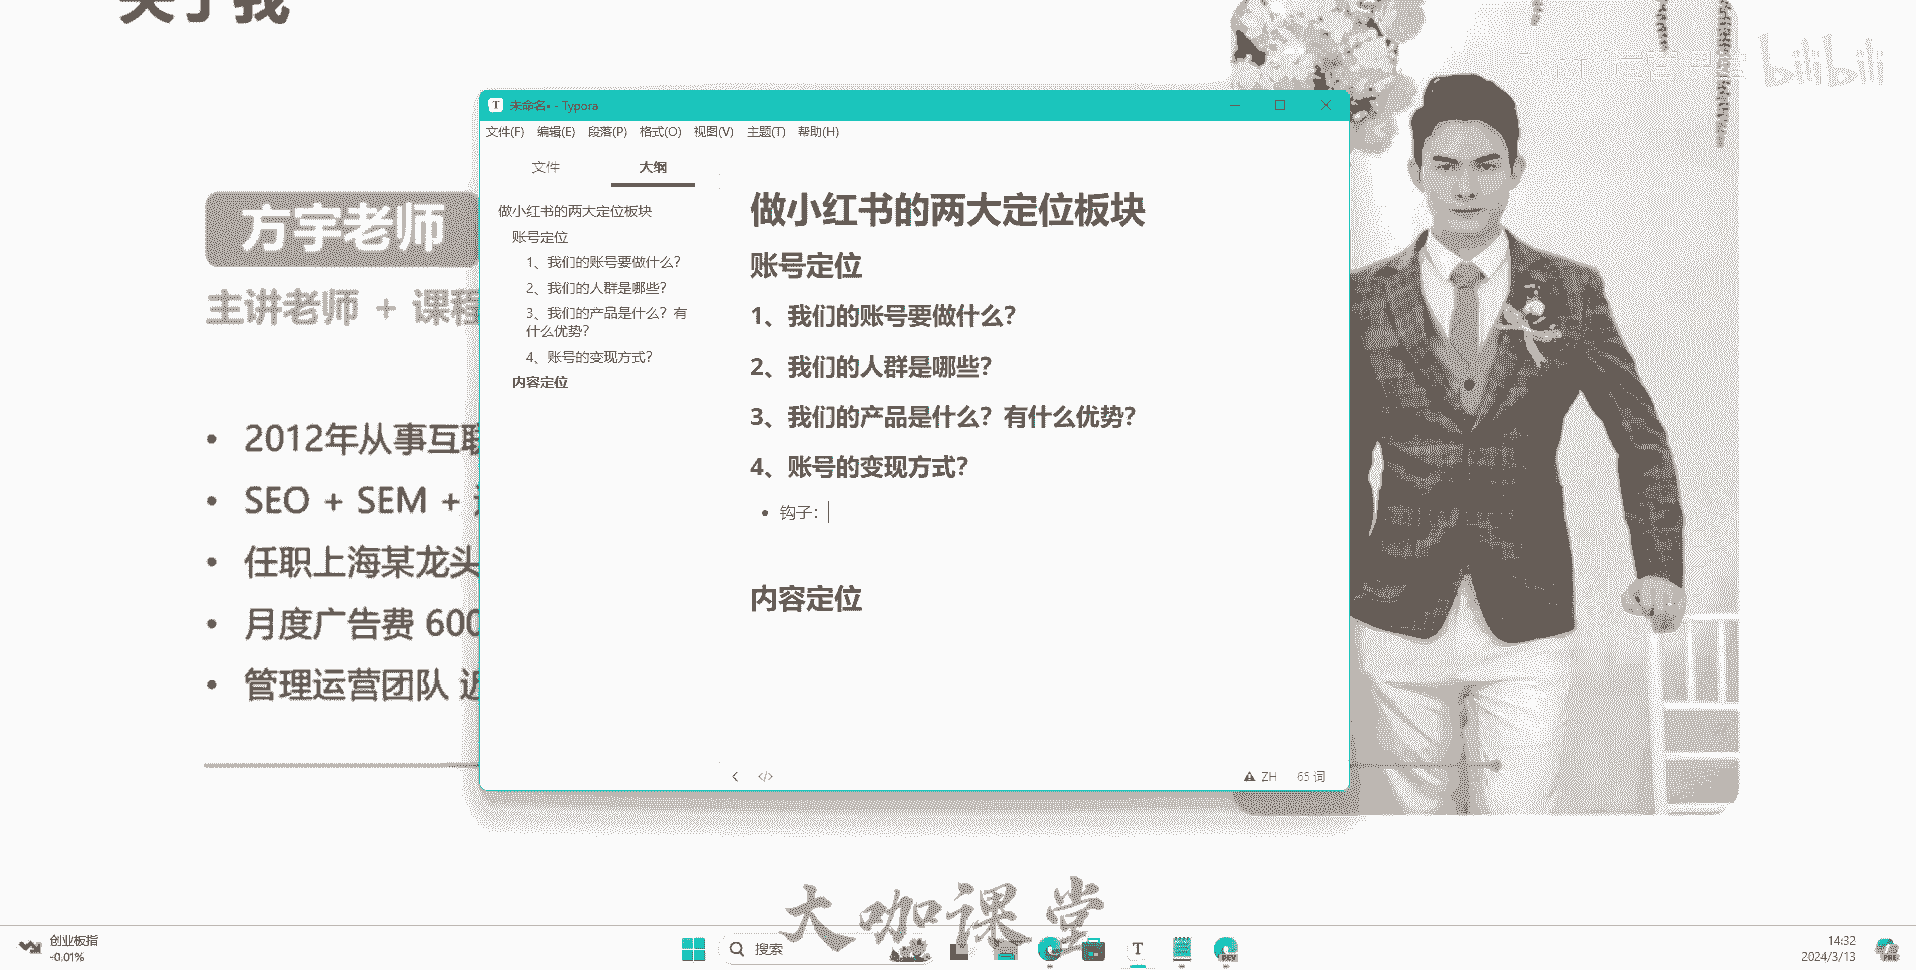 关于我
bilibili
方宇老师
主讲老师 + 课程
2012年从事互联
SEO + SEM +
任职上海某龙头
月度广告费 600
管理运营团队 近
未命名• - Typora
文件(F) 编辑(E) 段落(P) 格式(O) 视图(V) 主题(T) 帮助(H)
文件 大纲
做小红书的两大定位板块
账号定位
1、我们的账号要做什么？
2、我们的人群是哪些？
3、我们的产品是什么？有
什么优势？
4、账号的变现方式？
内容定位
做小红书的两大定位板块
账号定位
1、我们的账号要做什么？
2、我们的人群是哪些？
3、我们的产品是什么？有什么优势？
4、账号的变现方式？
钩子：
内容定位
ZH 65 词
大咖课堂
创业板指
-0.01%
搜索
14:32
2024/3/13